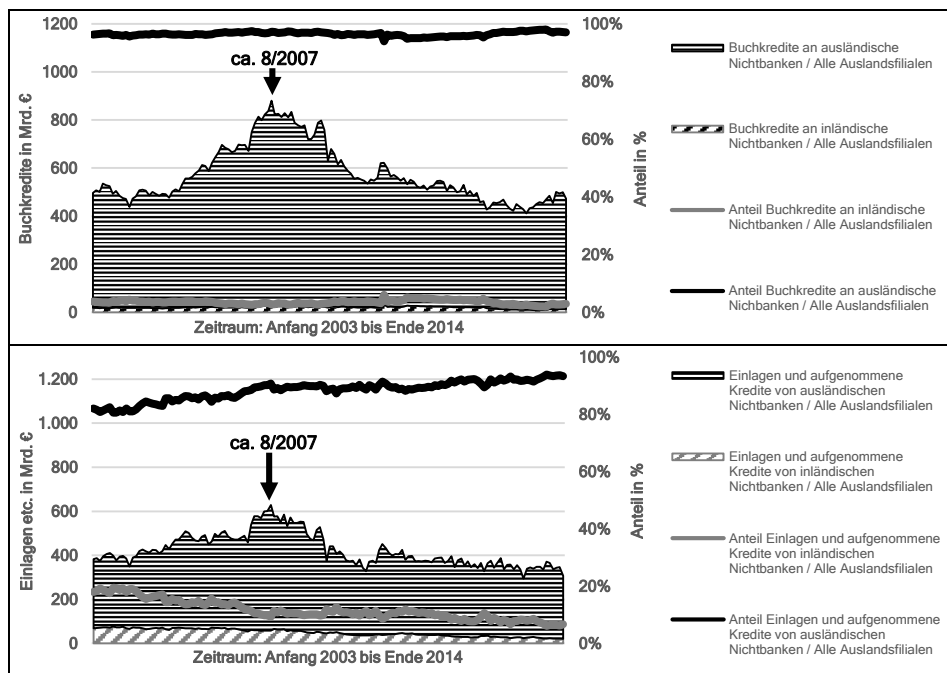 1200
1000
800
600
400
200
0
Buchkredite in Mrd. €
ca. 8/2007
100%
80%
60%
40%
20%
0%
Anteil in %
Zeitraum: Anfang 2003 bis Ende 2014
Buchkredite an ausländische
Nichtbanken / Alle Auslandsfilialen
Buchkredite an inländische
Nichtbanken / Alle Auslandsfilialen
Anteil Buchkredite an inländische
Nichtbanken / Alle Auslandsfilialen
Anteil Buchkredite an ausländische
Nichbanken / Alle Auslandsfilialen
1.200
1.000
800
600
400
200
0
Einlagen etc. in Mrd. €
ca. 8/2007
100%
80%
60%
40%
20%
0%
Anteil in %
Zeitraum: Anfang 2003 bis Ende 2014
Einlagen und aufgenommene
Kredite von ausländischen
Nichtbanken / Alle Auslandsfilialen
Einlagen und aufgenommene
Kredite von inländischen
Nichtbanken / Alle Auslandsfilialen
Anteil Einlagen und aufgenommene
Kredite von inländischen
Nichtbanken / Alle Auslandsfilialen
Anteil Einlagen und aufgenommene
Kredite von ausländischen
Nichtbanken / Alle Auslandsfilialen